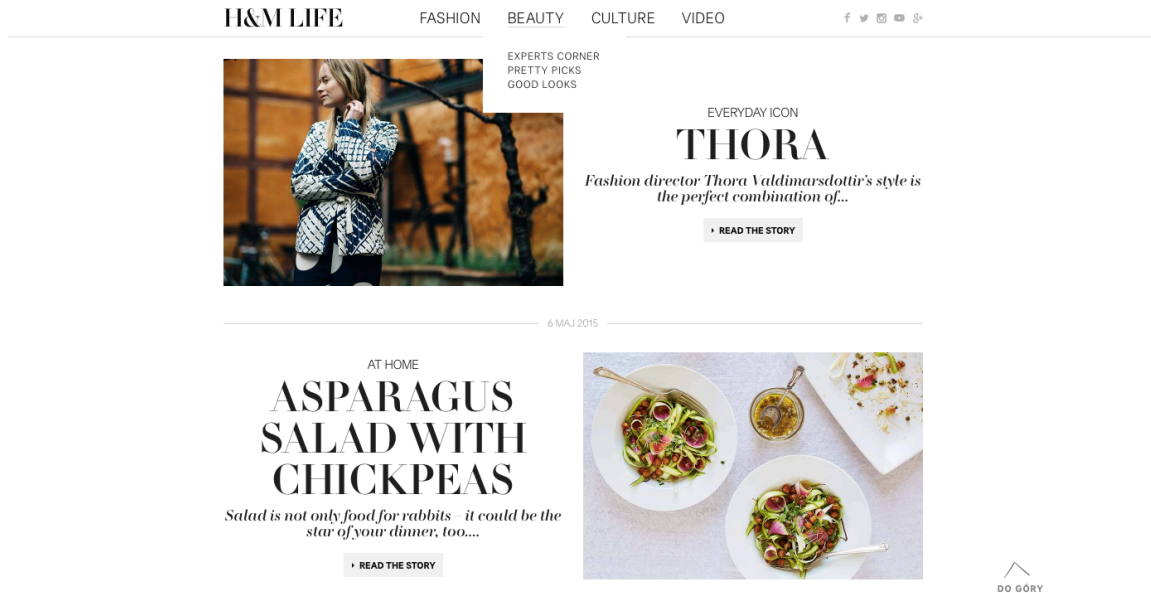 H&M LIFE
FASHION
BEAUTY
CULTURE
VIDEO
EXPERTS CORNER
PRETTY PICKS
GOOD LOOKS
EVERYDAY ICON
THORA
Fashion director Thora Valdimarsdottir's style is
the perfect combination of...
READ THE STORY
6 MAJ 2015
AT HOME
ASPARAGUS
SALAD WITH
CHICKPEAS
Salad is not only food for rabbits – it could be the
star of your dinner, too....
READ THE STORY
DO GÓRY